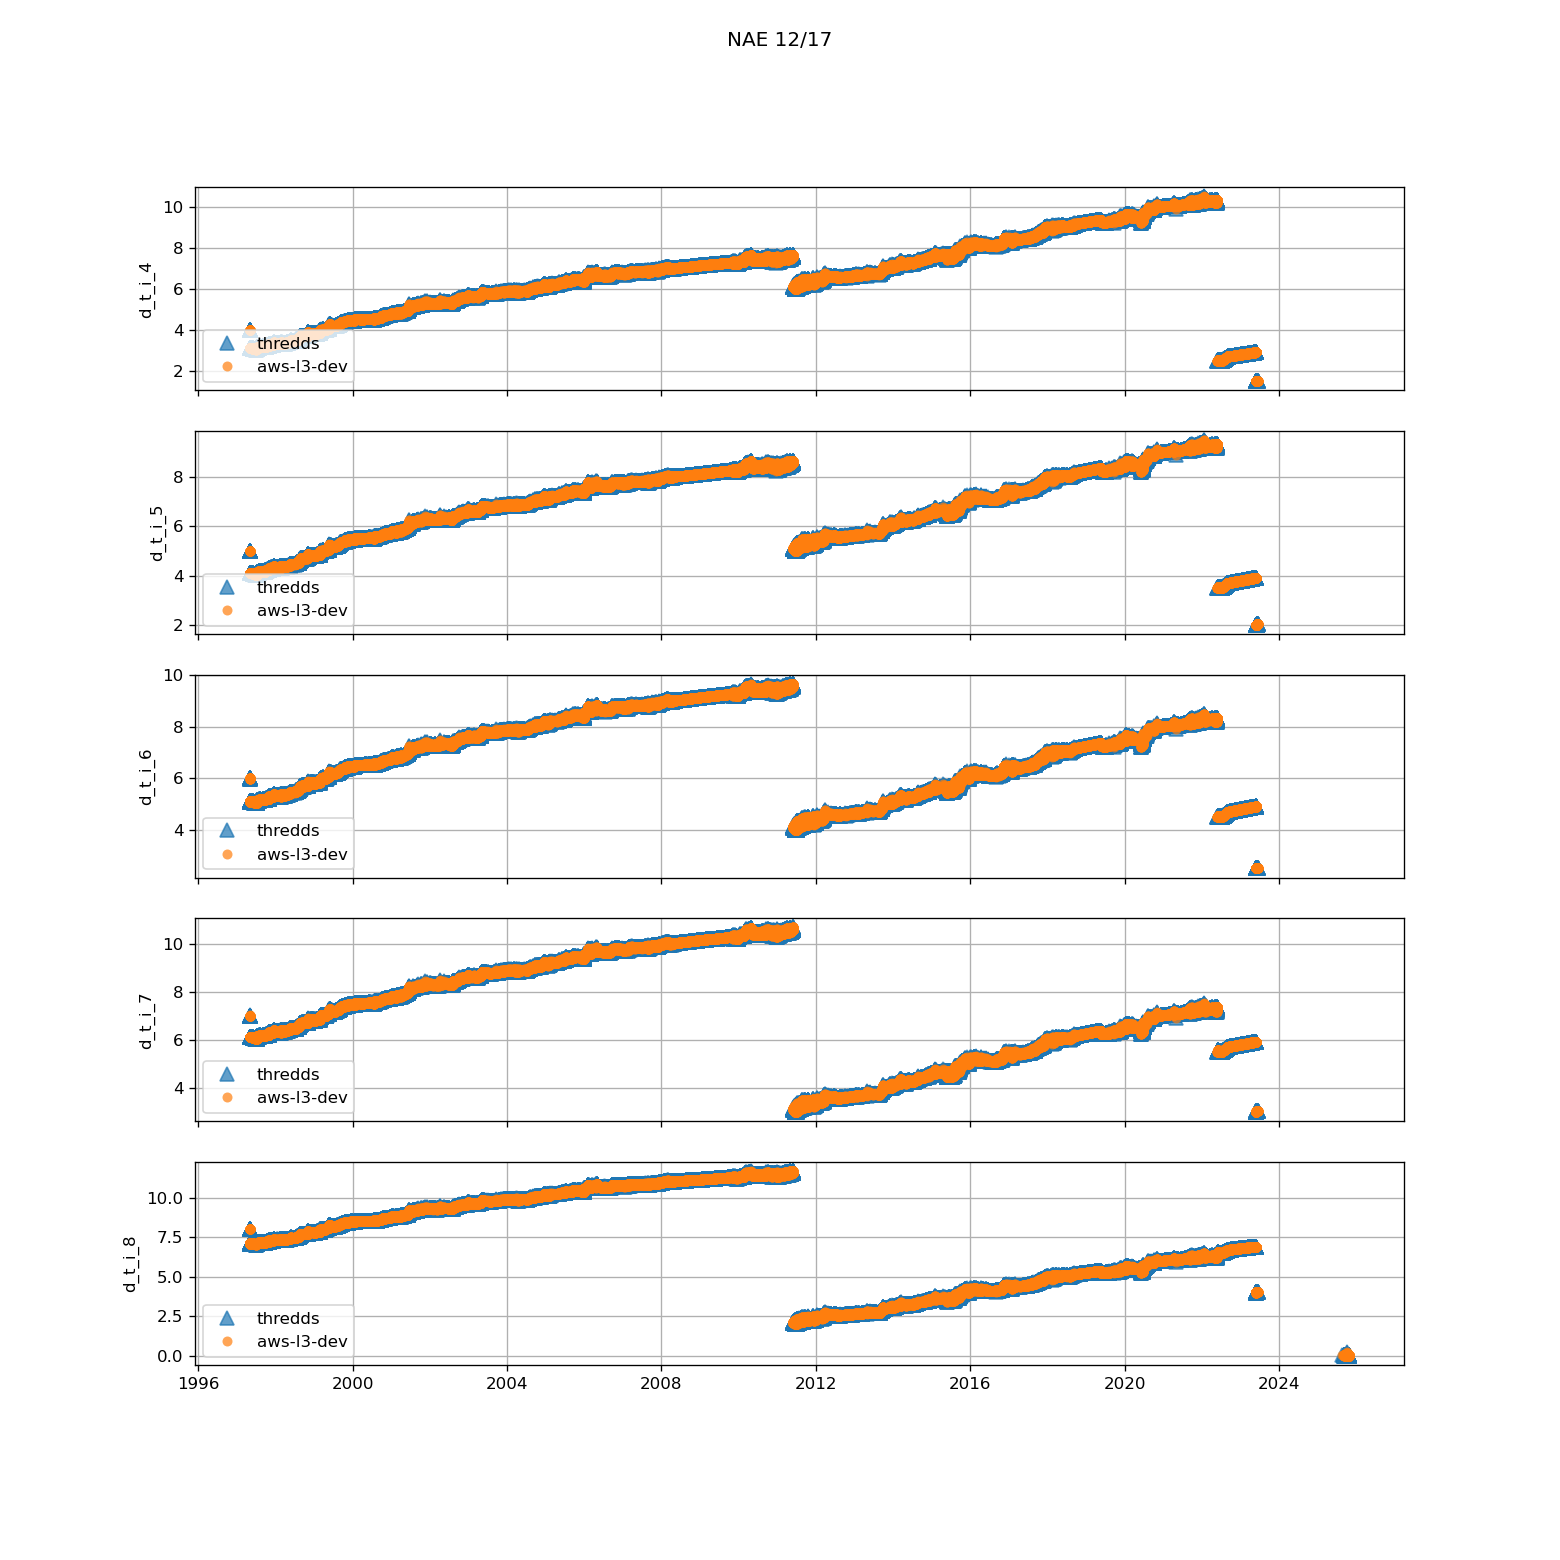 NAE 12/17
10
8
6
4
2
d_t_i_4
thredds
aws-l3-dev
8
6
4
2
d_t_i_5
thredds
aws-l3-dev
10
8
6
4
d_t_i_6
thredds
aws-l3-dev
10
8
6
4
d_t_i_7
thredds
aws-l3-dev
10.0
7.5
5.0
2.5
0.0
d_t_i_8
thredds
aws-l3-dev
1996 2000 2004 2008 2012 2016 2020 2024